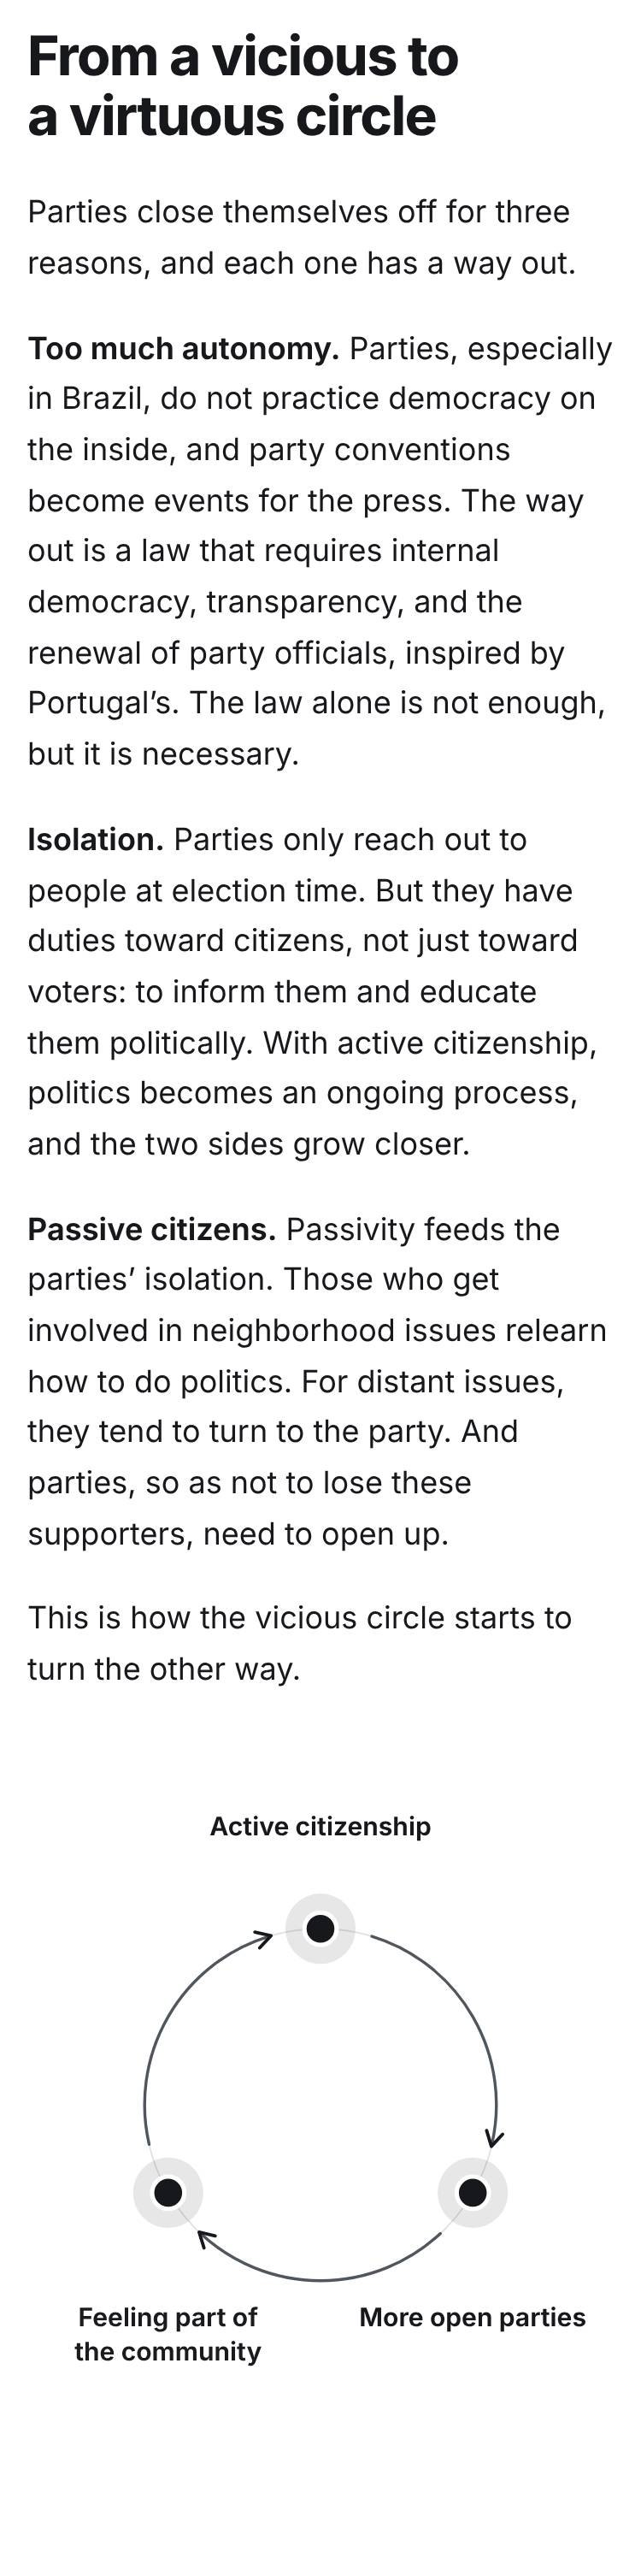 From a vicious to
a virtuous circle
Parties close themselves off for three
reasons, and each one has a way out.
Too much autonomy. Parties, especially
in Brazil, do not practice democracy on
the inside, and party conventions
become events for the press. The way
out is a law that requires internal
democracy, transparency, and the
renewal of party officials, inspired by
Portugal’s. The law alone is not enough,
but it is necessary.
Isolation. Parties only reach out to
people at election time. But they have
duties toward citizens, not just toward
voters: to inform them and educate
them politically. With active citizenship,
politics becomes an ongoing process,
and the two sides grow closer.
Passive citizens. Passivity feeds the
parties’ isolation. Those who get
involved in neighborhood issues relearn
how to do politics. For distant issues,
they tend to turn to the party. And
parties, so as not to lose these
supporters, need to open up.
This is how the vicious circle starts to
turn the other way.
Active citizenship
Feeling part of
the community
More open parties